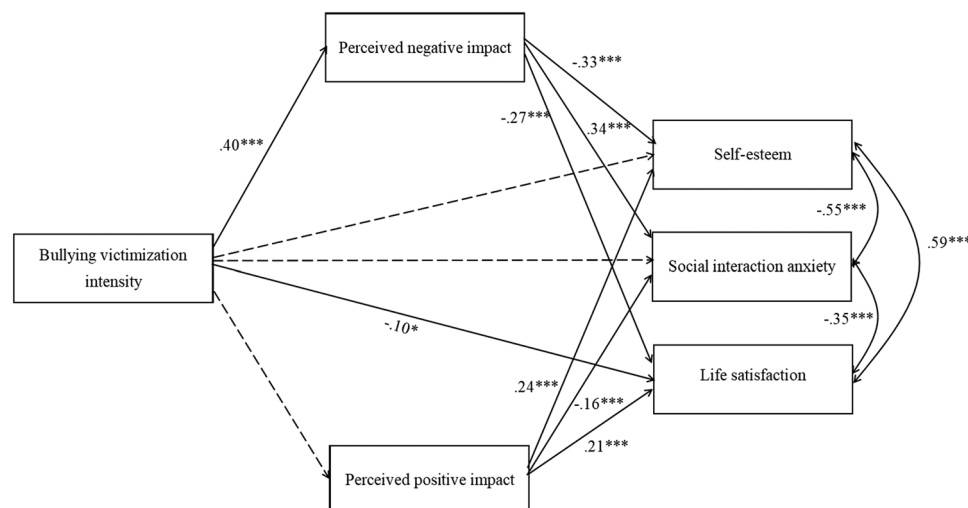 Perceived negative impact
-.33***
-.27***
.34***
.40***
Self-esteem
-.55***
.59***
Bullying victimization
intensity
Social interaction anxiety
-.10*
-.35***
Life satisfaction
.24***
-.16***
.21***
Perceived positive impact